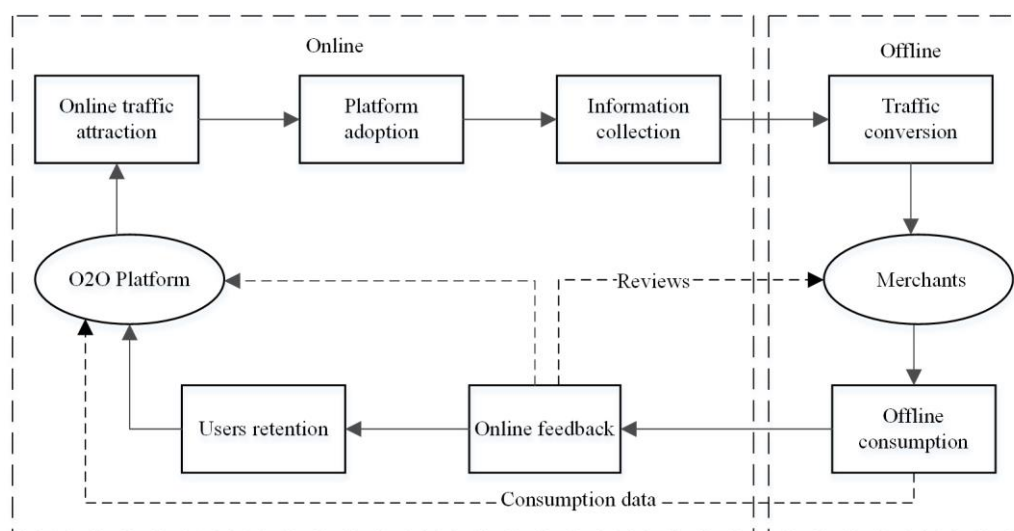 Online
Offline
Online traffic
attraction
Platform
adoption
Information
collection
Traffic
conversion
O2O Platform
Reviews
Merchants
Users retention
Online feedback
Offline
consumption
Consumption data